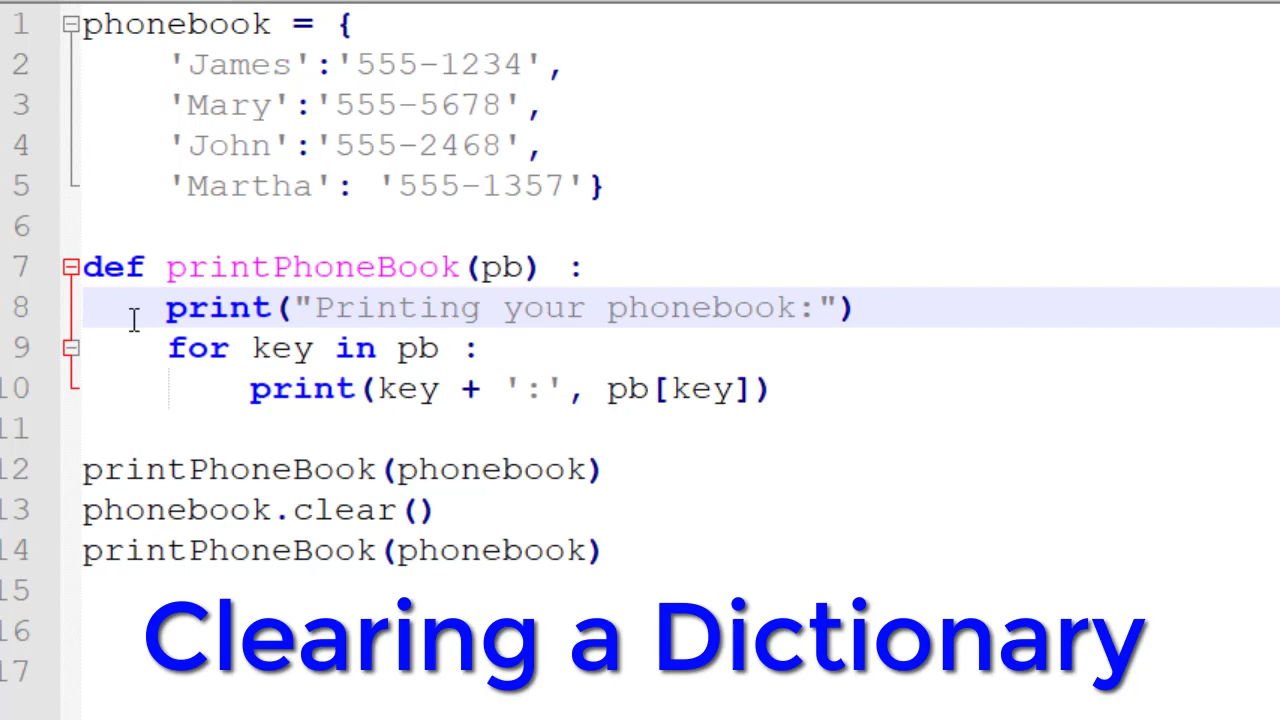 1 phonebook = {
2     'James':'555-1234',
3     'Mary':'555-5678',
4     'John':'555-2468',
5     'Martha': '555-1357'}
6
7 def printPhoneBook(pb) :
8     print("Printing your phonebook:")
9     for key in pb :
10         print(key + ':', pb[key])
11
12 printPhoneBook(phonebook)
13 phonebook.clear()
14 printPhoneBook(phonebook)
15
16
17
Clearing a Dictionary